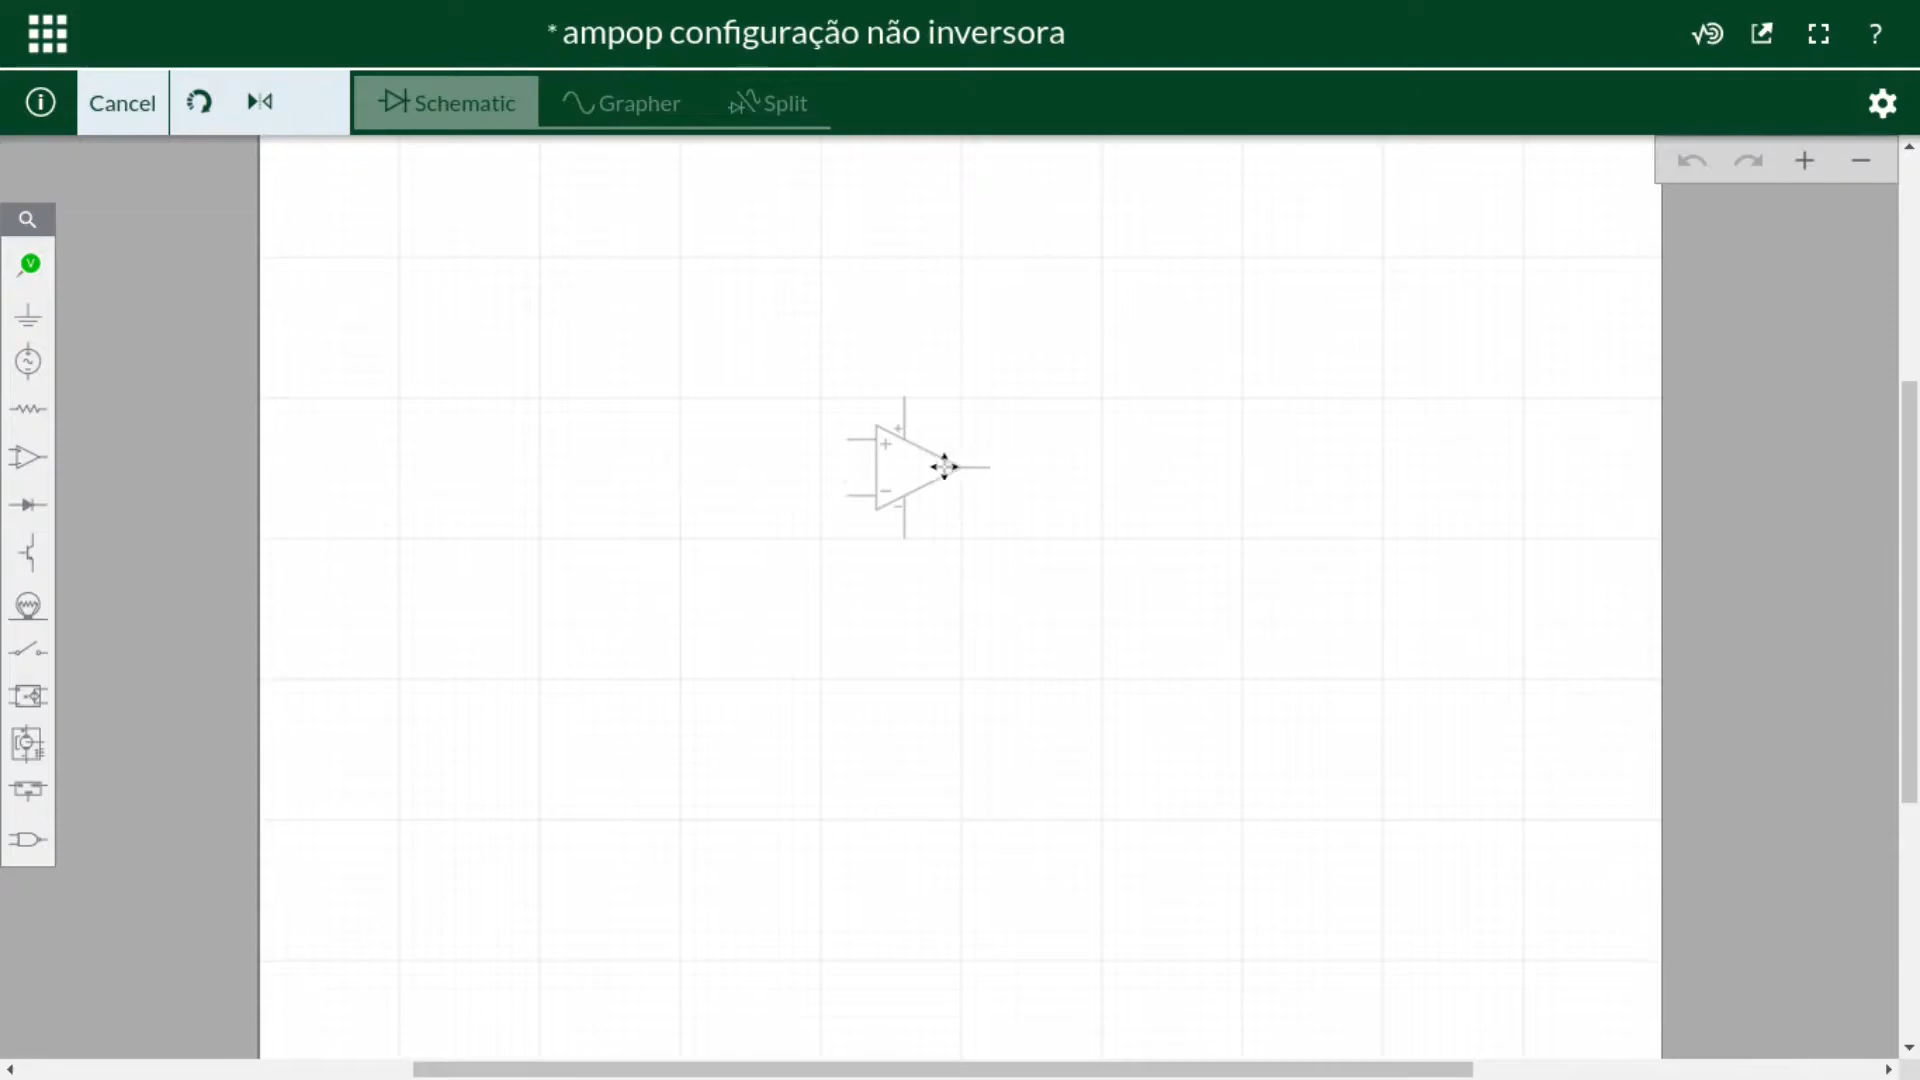 * ampop configuração não inversora
?
Cancel
Schematic
Grapher
Split
V
+
+
−
−